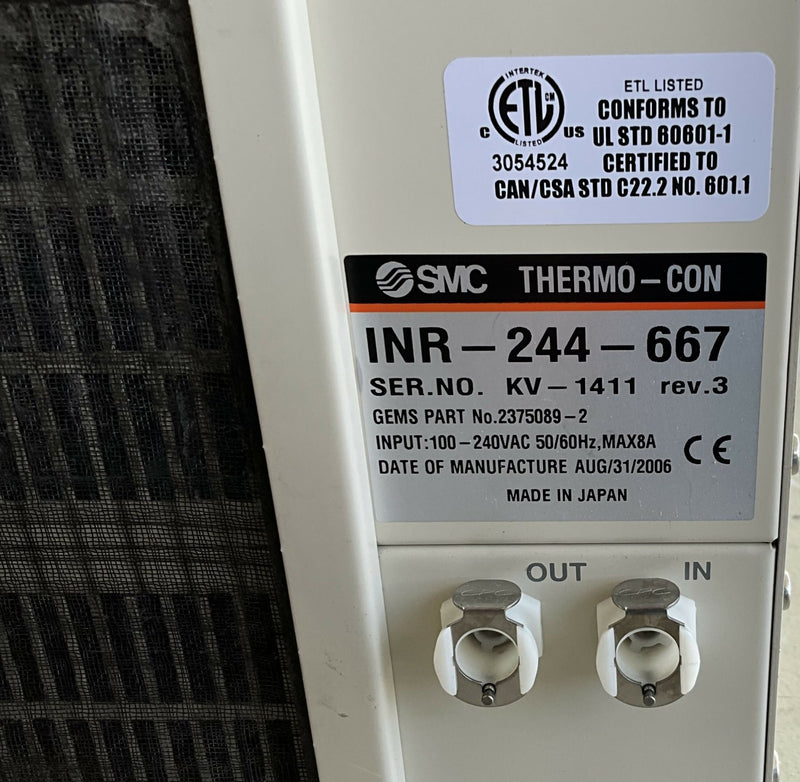 INTERTEK
ETL CM
C US
LISTED
3054524
ETL LISTED
CONFORMS TO
UL STD 60601-1
CERTIFIED TO
CAN/CSA STD C22.2 NO. 601.1
SMC THERMO-CON
INR-244-667
SER.NO. KV-1411 rev.3
GEMS PART No.2375089-2
INPUT:100-240VAC 50/60Hz,MAX8A
CE
DATE OF MANUFACTURE AUG/31/2006
MADE IN JAPAN
OUT IN
CPC
CPC